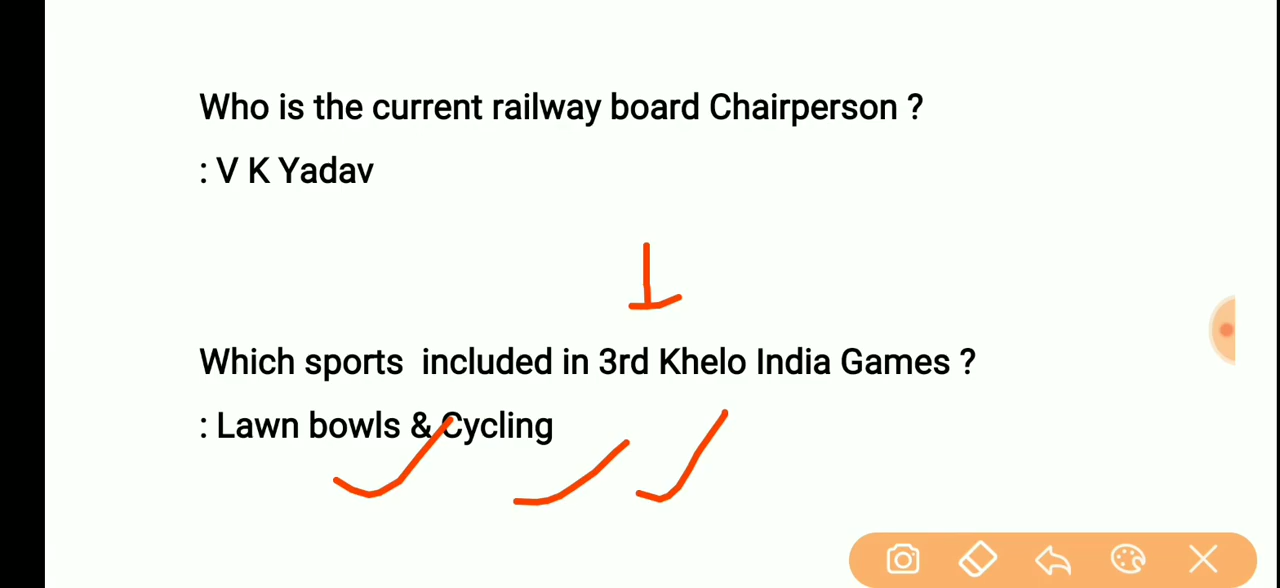 Who is the current railway board Chairperson ?
: V K Yadav
Which sports included in 3rd Khelo India Games ?
: Lawn bowls & Cycling